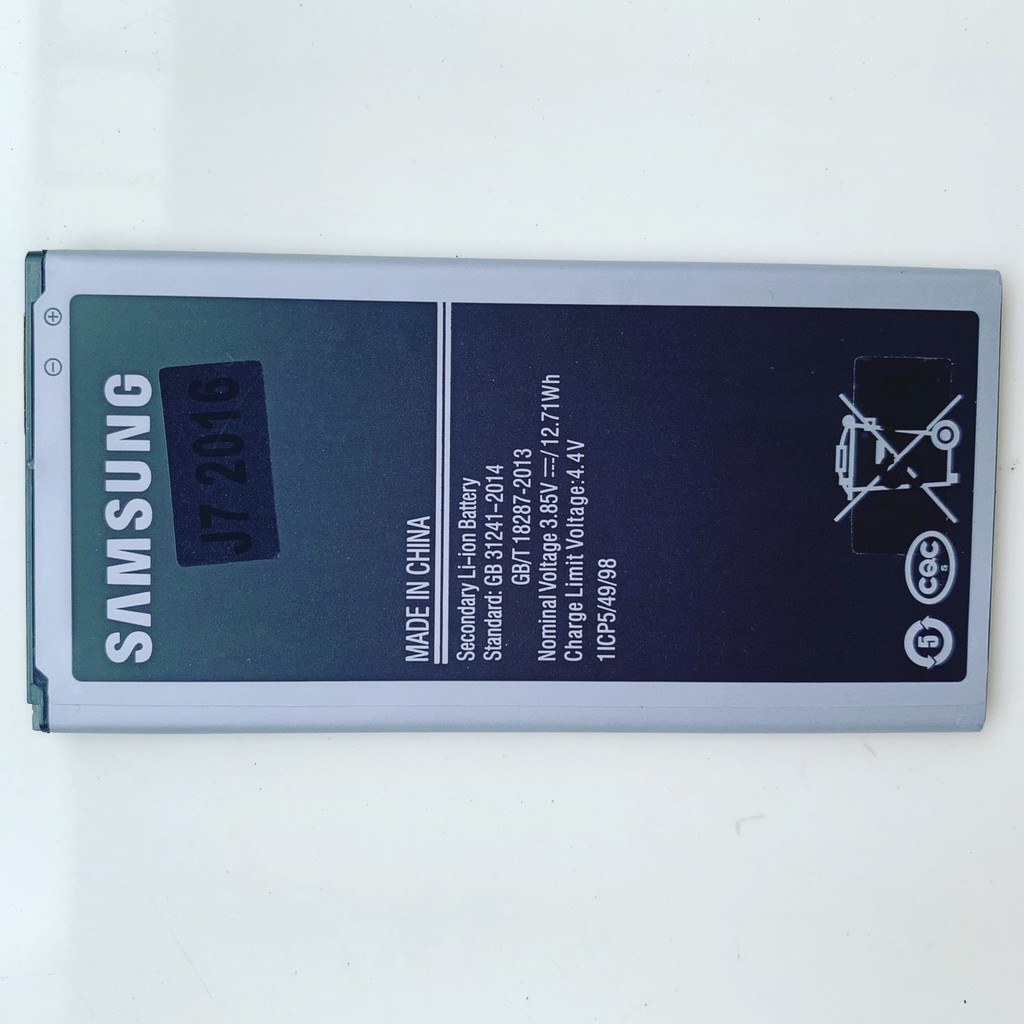 SAMSUNG
J7 2016
MADE IN CHINA
Secondary Li-ion Battery
Standard: GB 31241-2014
GB/T 18287-2013
Nominal Voltage 3.85V ⎓/12.71Wh
Charge Limit Voltage:4.4V
1ICP5/49/98
5
CQC
S